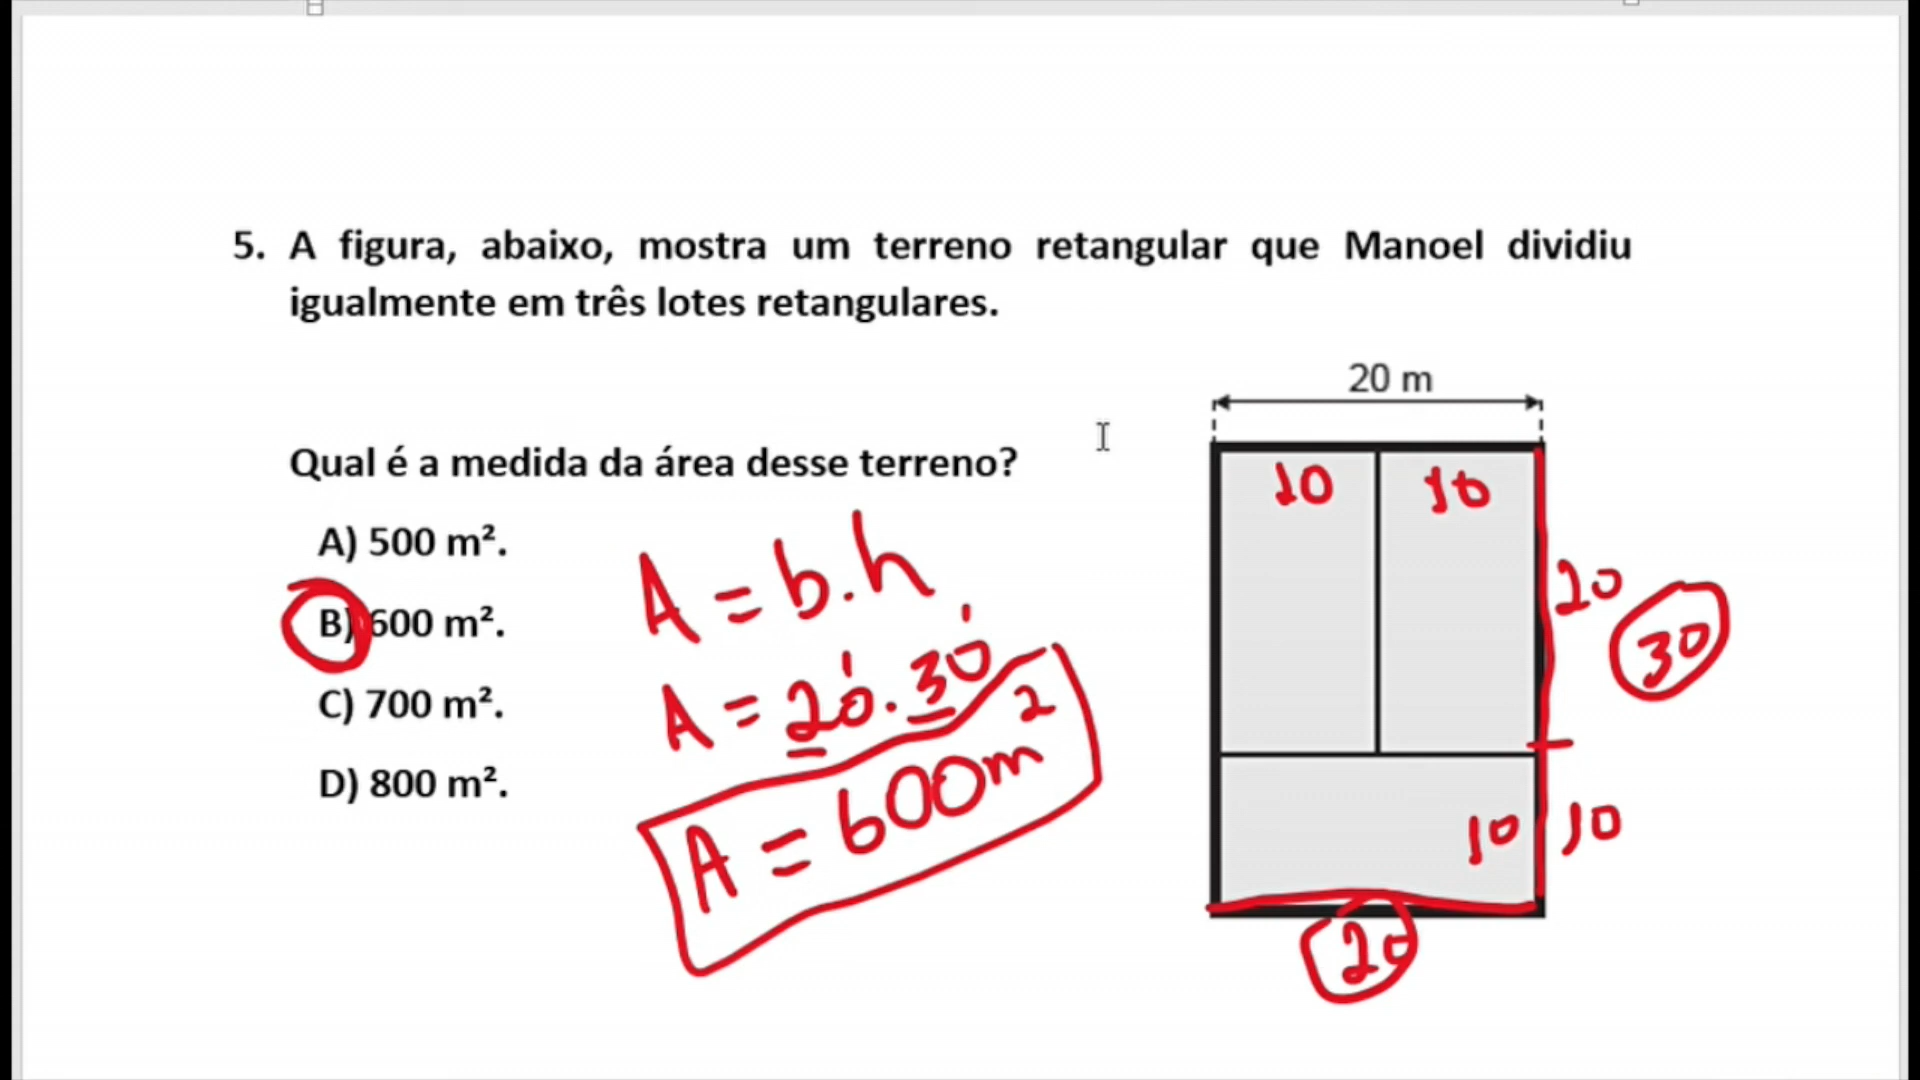 5. A figura, abaixo, mostra um terreno retangular que Manoel dividiu
igualmente em três lotes retangulares.
20 m
Qual é a medida da área desse terreno?
10 10
A) 500 m².
A = b.h
20
B) 600 m².
30
A = 20.30
C) 700 m².
A = 600m²
D) 800 m².
10 10
20